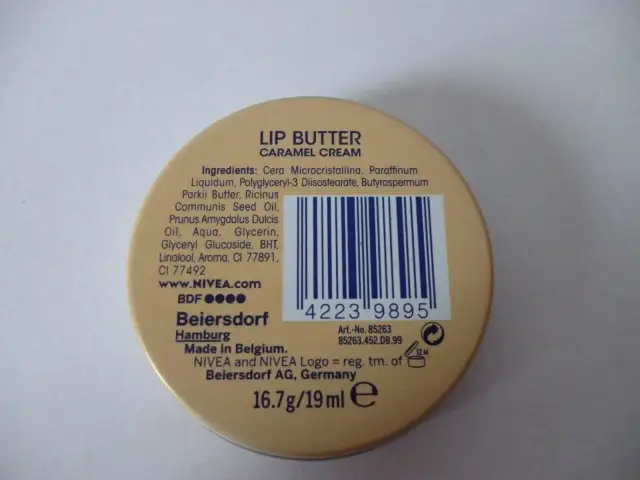 LIP BUTTER
CARAMEL CREAM
Ingredients: Cera Microcristallina, Paraffinum
Liquidum, Polyglyceryl-3 Diisostearate, Butyrospermum
Parkii Butter, Ricinus
Communis Seed Oil,
Prunus Amygdalus Dulcis
Oil, Aqua, Glycerin,
Glyceryl Glucoside, BHT,
Linalool, Aroma, CI 77891,
CI 77492
www.NIVEA.com
BDF ●●●●
4223 9895
Beiersdorf
Hamburg
Art.-No. 85263
85263.452.DB.99
Made in Belgium.
12 M
NIVEA and NIVEA Logo = reg. tm. of
Beiersdorf AG, Germany
16.7g/19ml ℮